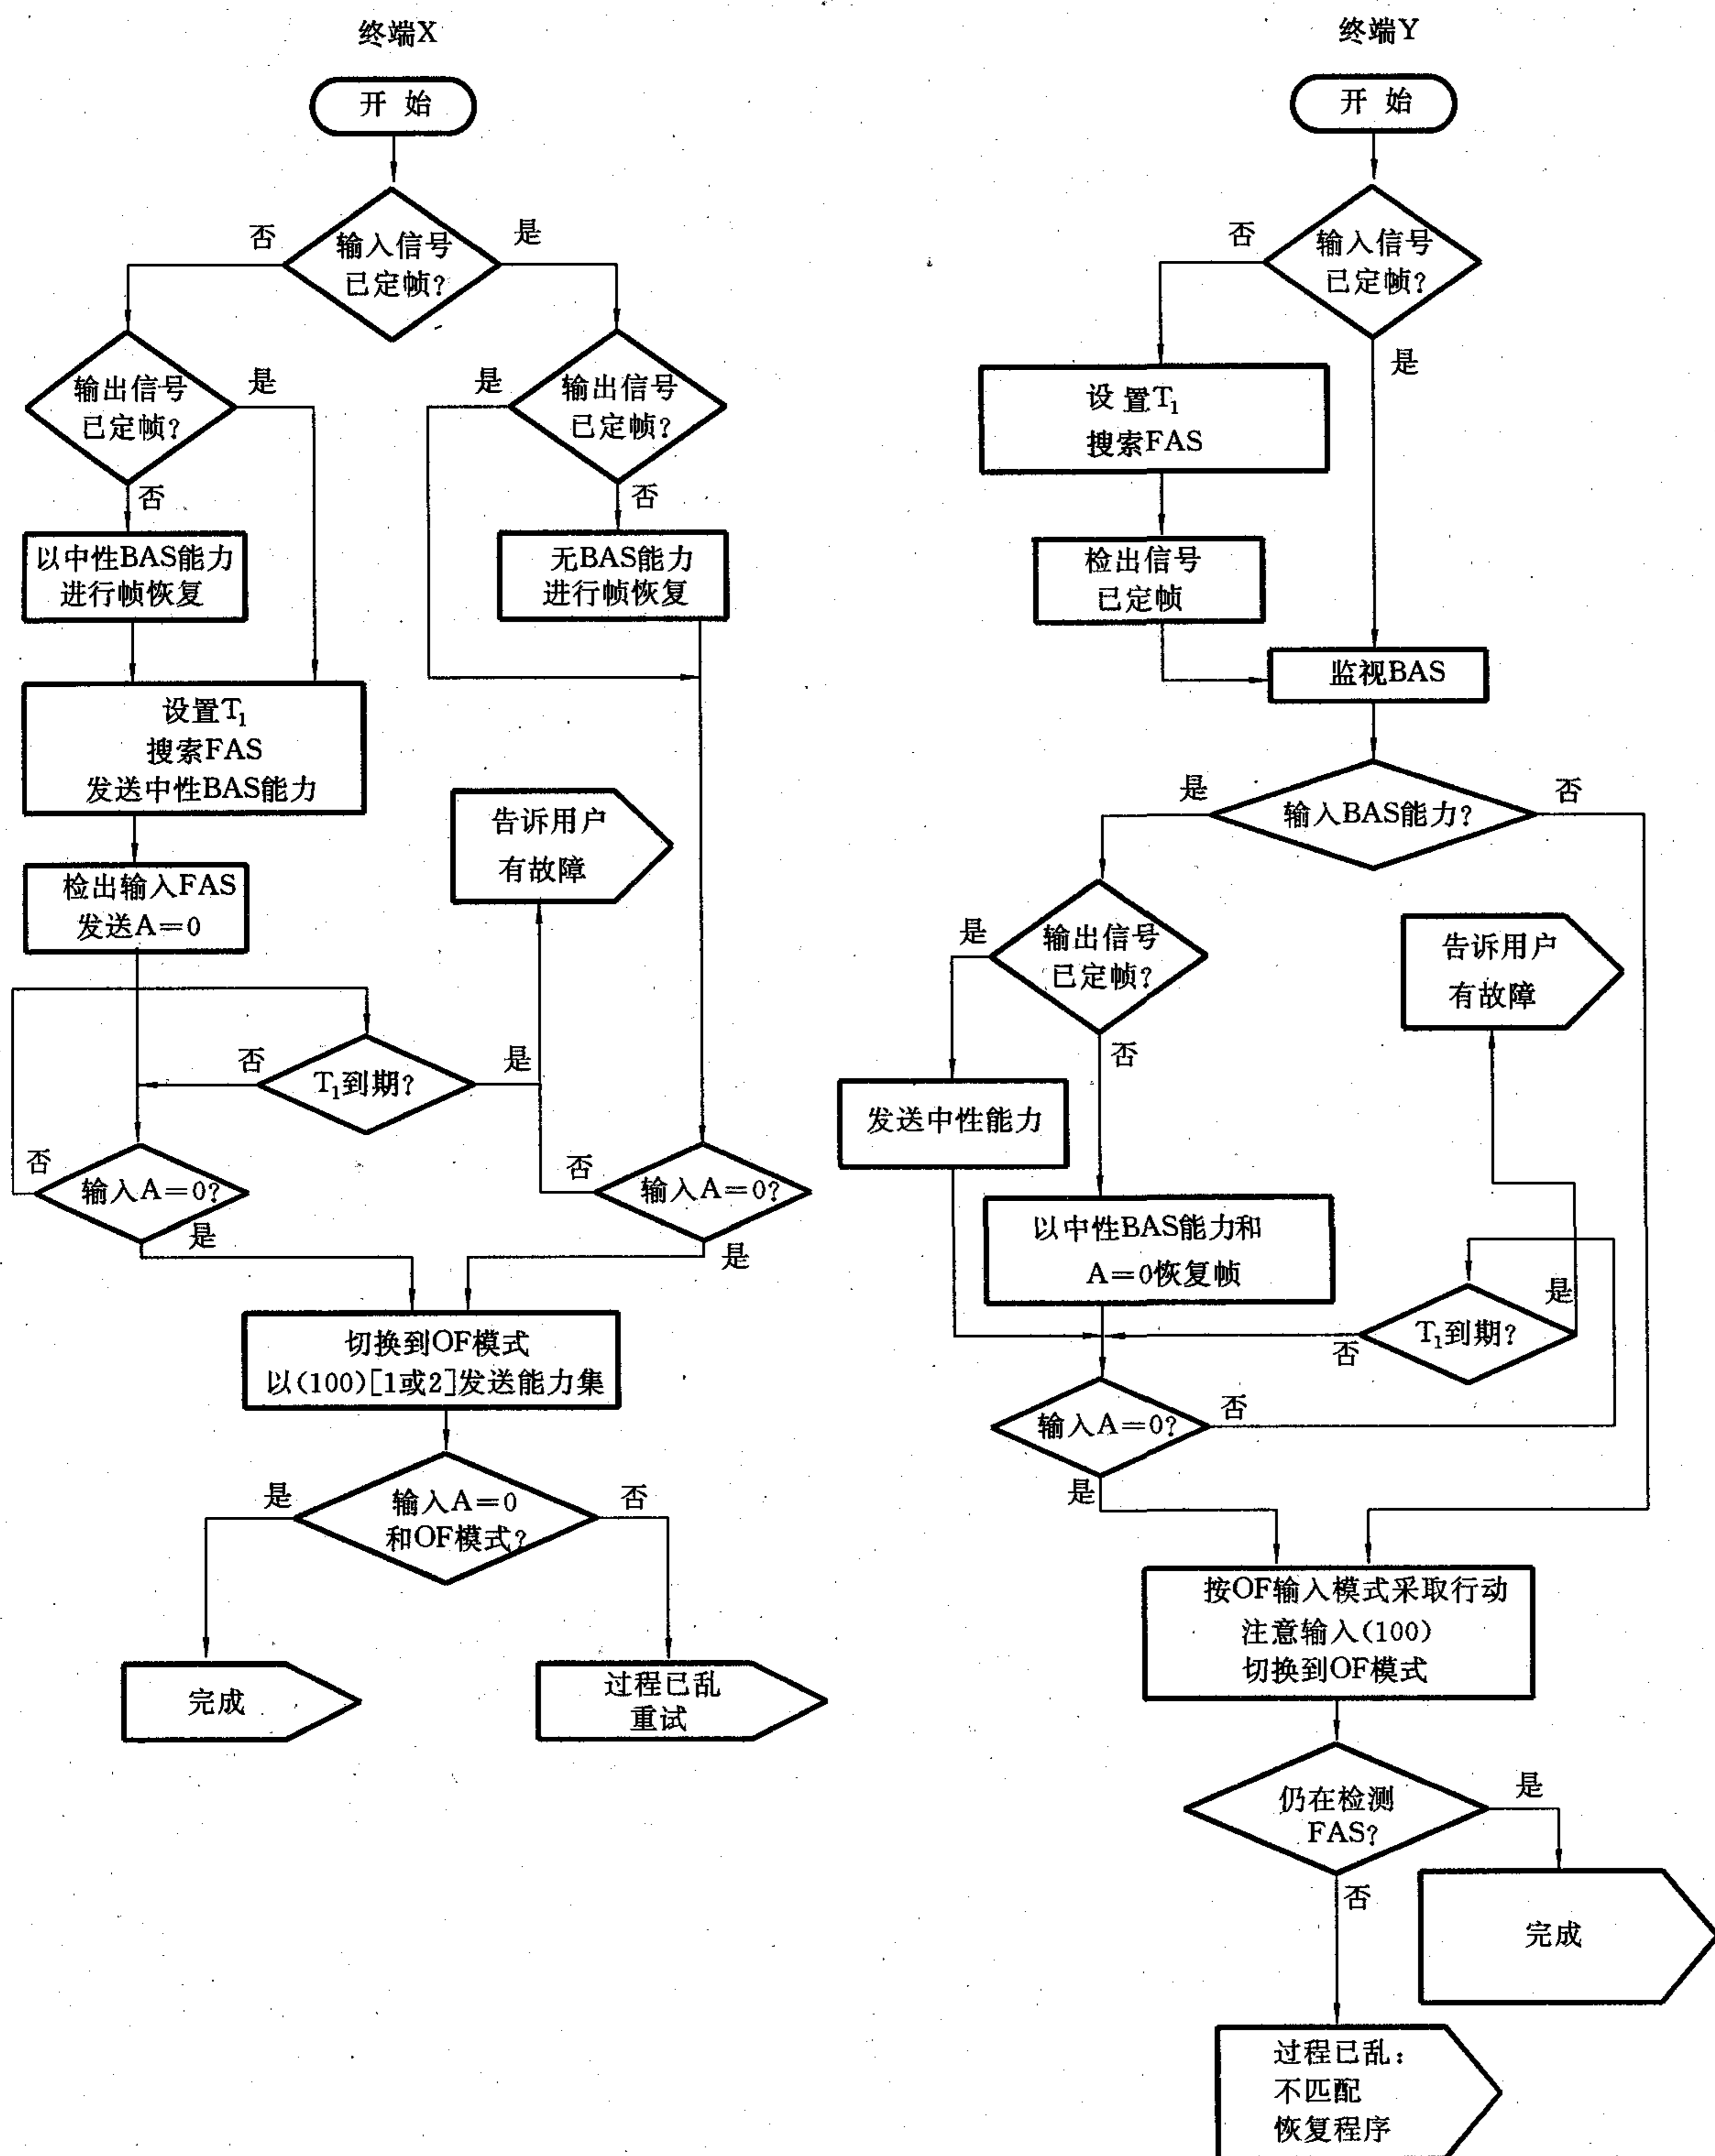 终端X
开 始
输入信号
已定帧?
否
是
输出信号
已定帧?
是
否
输出信号
已定帧?
是
否
以中性BAS能力
进行帧恢复
无BAS能力
进行帧恢复
设置T₁
搜索FAS
发送中性BAS能力
检出输入FAS
发送A=0
告诉用户
有故障
T₁到期?
否
是
输入A=0?
否
是
输入A=0?
否
是
切换到OF模式
以(100)[1或2]发送能力集
输入A=0
和OF模式?
是
否
完成
过程已乱
重试
终端Y
开 始
输入信号
已定帧?
否
是
设 置T₁
搜索FAS
检出信号
已定帧
监视BAS
输入BAS能力?
是
否
输出信号
已定帧?
是
否
告诉用户
有故障
发送中性能力
以中性BAS能力和
A=0恢复帧
T₁到期?
是
否
输入A=0?
否
是
按OF输入模式采取行动
注意输入(100)
切换到OF模式
仍在检测
FAS?
是
否
完成
过程已乱:
不匹配
恢复程序